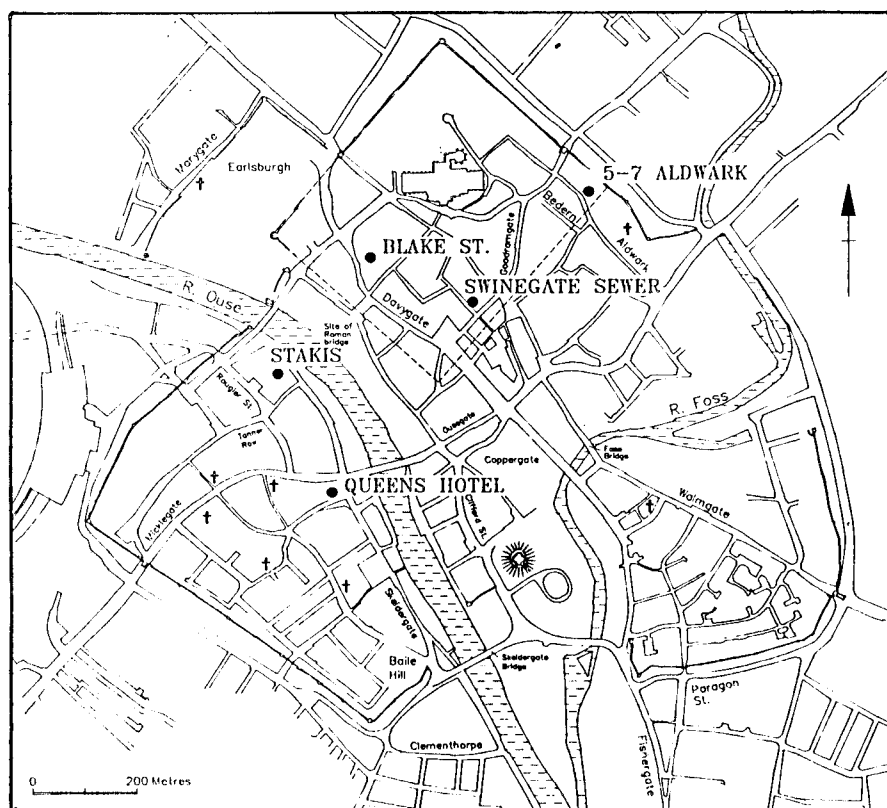 Marygate
Earlsburgh
5-7 ALDWARK
Bedern
Goodramgate
Aldwark
BLAKE ST.
SWINEGATE SEWER
R. Ouse
Davygate
Site of
Roman
bridge
STAKIS
Rougier St.
R. Foss
Ousegate
Tanner
Row
Coppergate
Foss
Bridge
QUEENS HOTEL
Micklegate
Clifford St.
Walmgate
Skeldergate
Baile
Hill
Skeldergate
Bridge
Paragon
St.
Clementhorpe
Fishergate
0 200 Metres